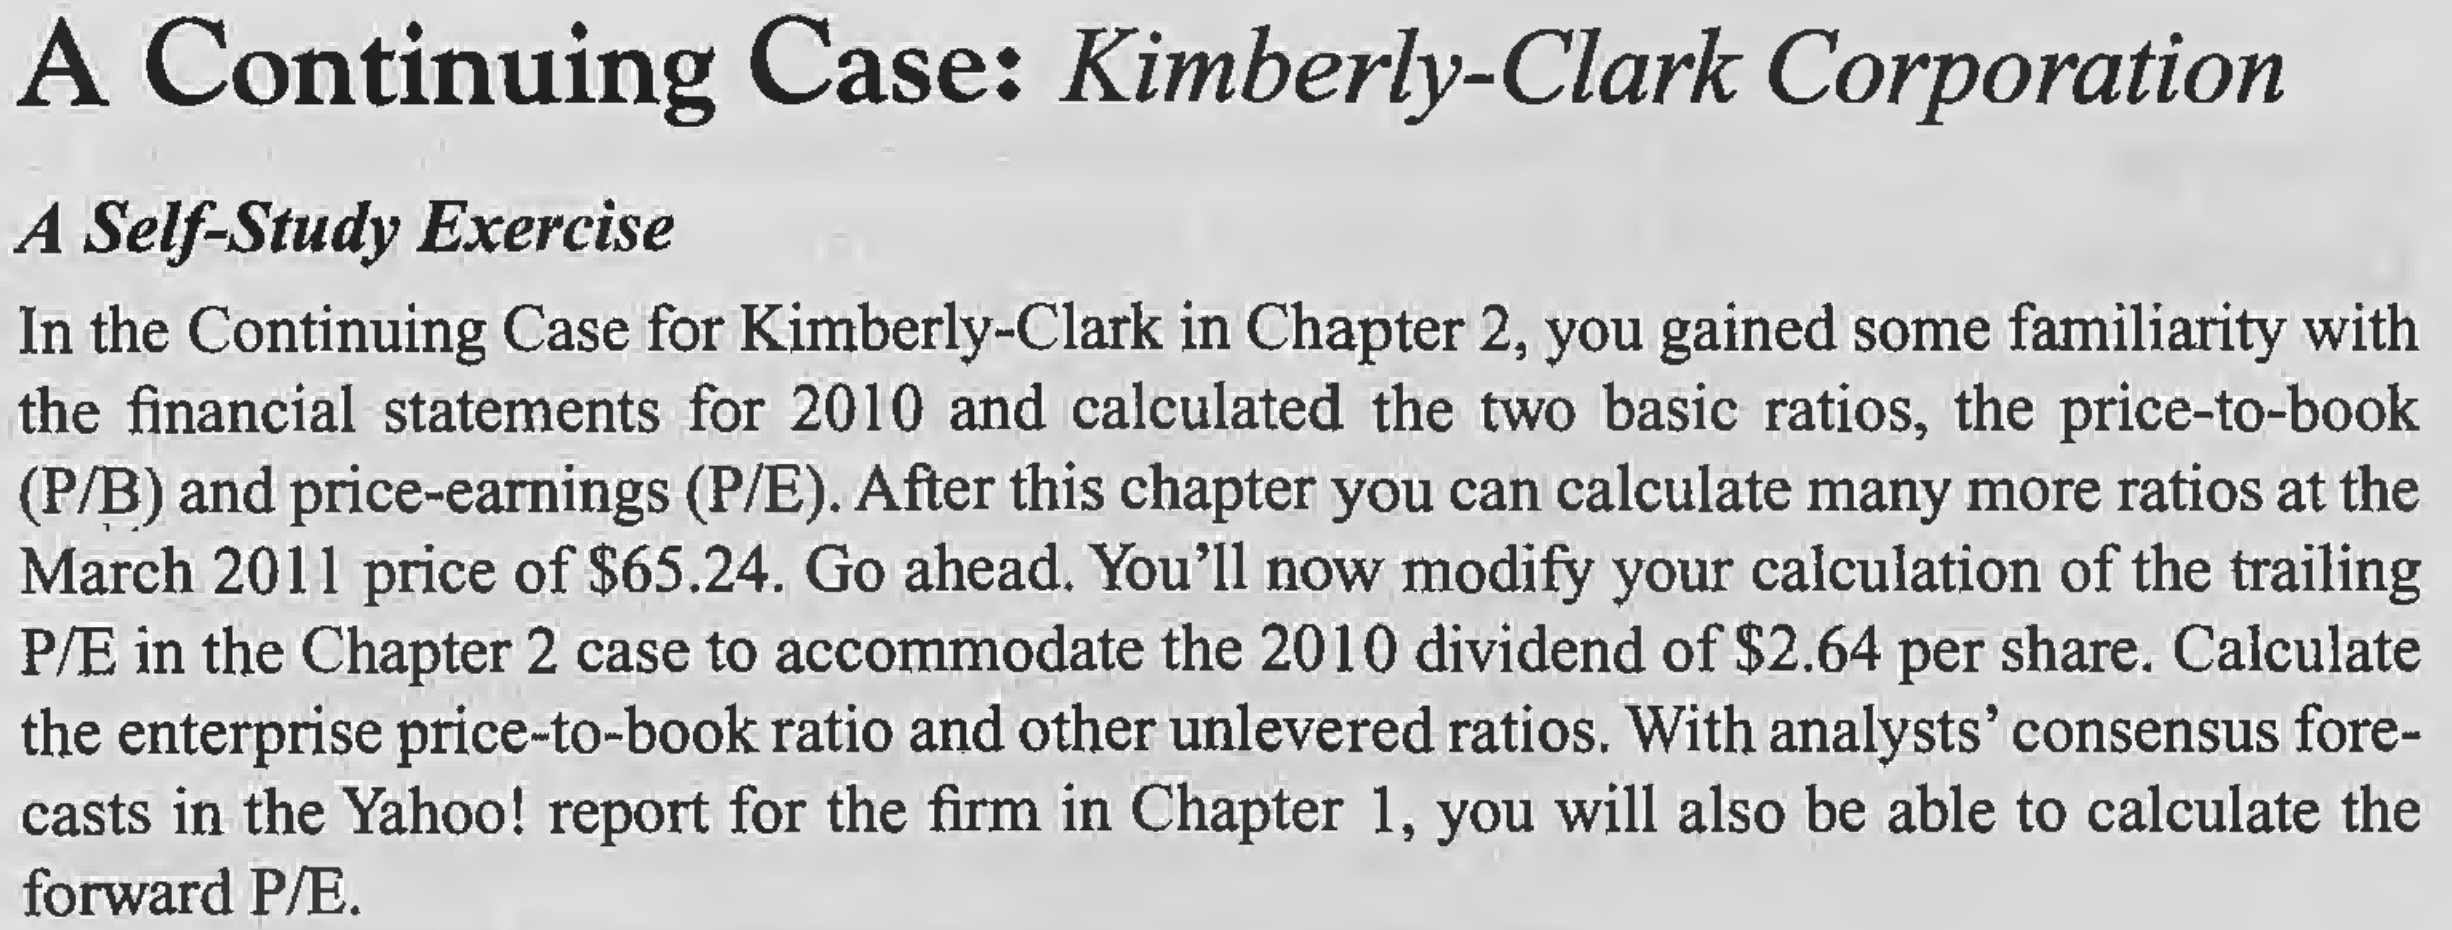 A Continuing Case: Kimberly-Clark Corporation
A Self-Study Exercise
In the Continuing Case for Kimberly-Clark in Chapter 2, you gained some familiarity with
the financial statements for 2010 and calculated the two basic ratios, the price-to-book
(P/B) and price-earnings (P/E). After this chapter you can calculate many more ratios at the
March 2011 price of $65.24. Go ahead. You'll now modify your calculation of the trailing
P/E in the Chapter 2 case to accommodate the 2010 dividend of $2.64 per share. Calculate
the enterprise price-to-book ratio and other unlevered ratios. With analysts' consensus fore-
casts in the Yahoo! report for the firm in Chapter 1, you will also be able to calculate the
forward P/E.